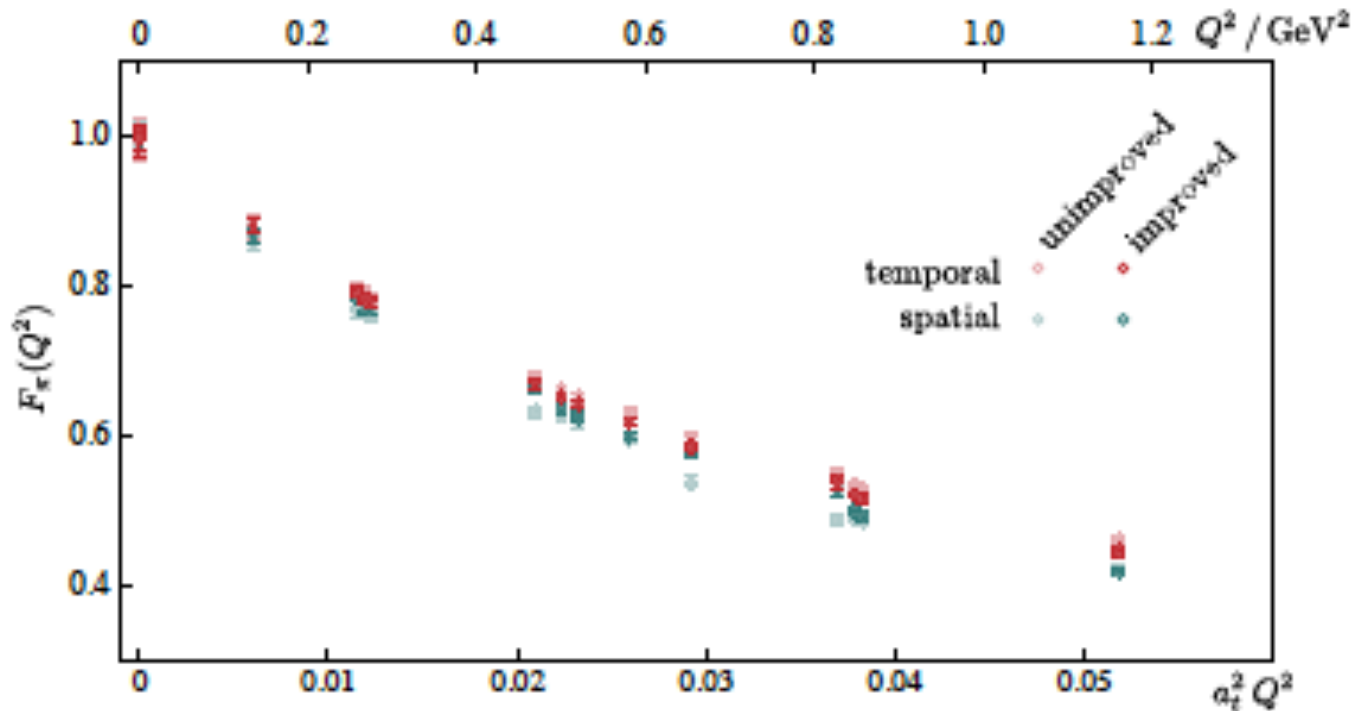 0 0.2 0.4 0.6 0.8 1.0 1.2 Q² / GeV²
1.0
0.8
0.6
0.4
F_π(Q²)
unimproved improved
temporal
spatial
0 0.01 0.02 0.03 0.04 0.05 a_t² Q²